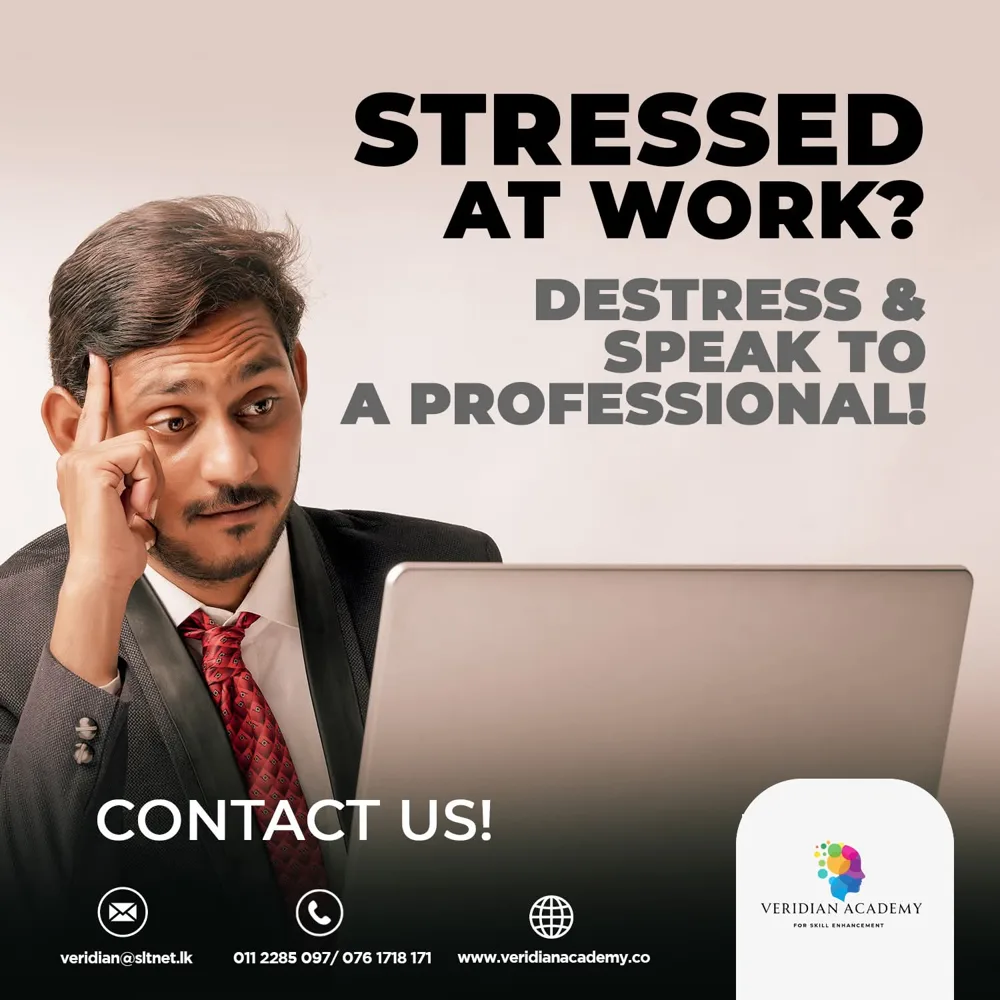 STRESSED
AT WORK?
DESTRESS &
SPEAK TO
A PROFESSIONAL!
CONTACT US!
veridian@sltnet.lk
011 2285 097/ 076 1718 171
www.veridianacademy.co
VERIDIAN ACADEMY
FOR SKILL ENHANCEMENT